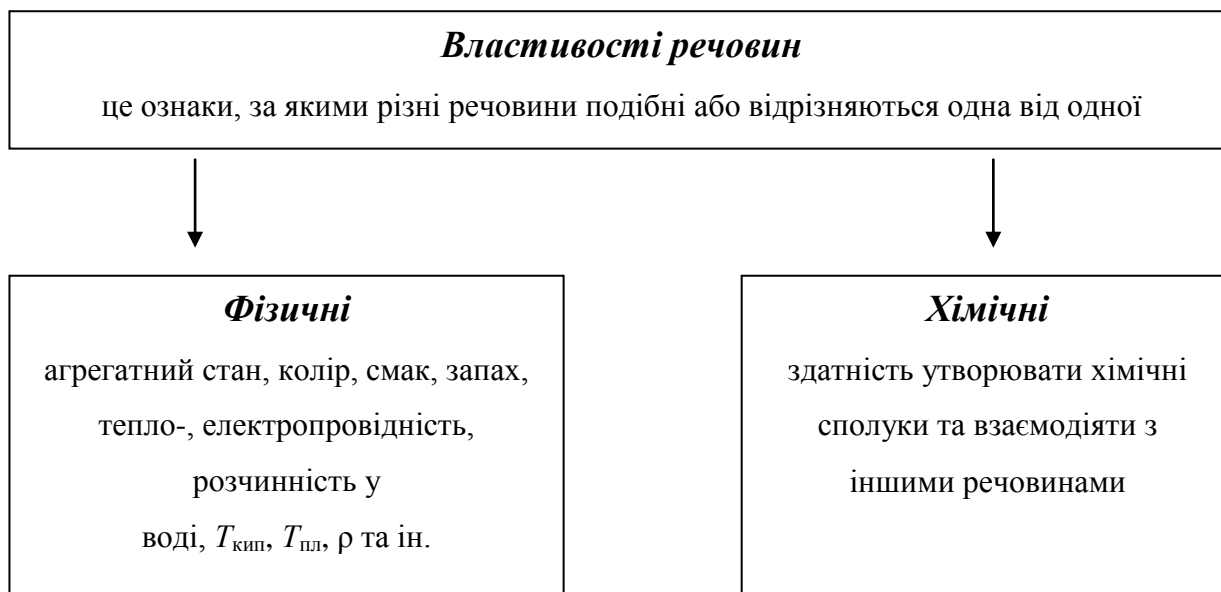 Властивості речовин
це ознаки, за якими різні речовини подібні або відрізняються одна від одної
Фізичні
агрегатний стан, колір, смак, запах,
тепло-, електропровідність,
розчинність у
воді, Tкип, Tпл, ρ та ін.
Хімічні
здатність утворювати хімічні
сполуки та взаємодіяти з
іншими речовинами